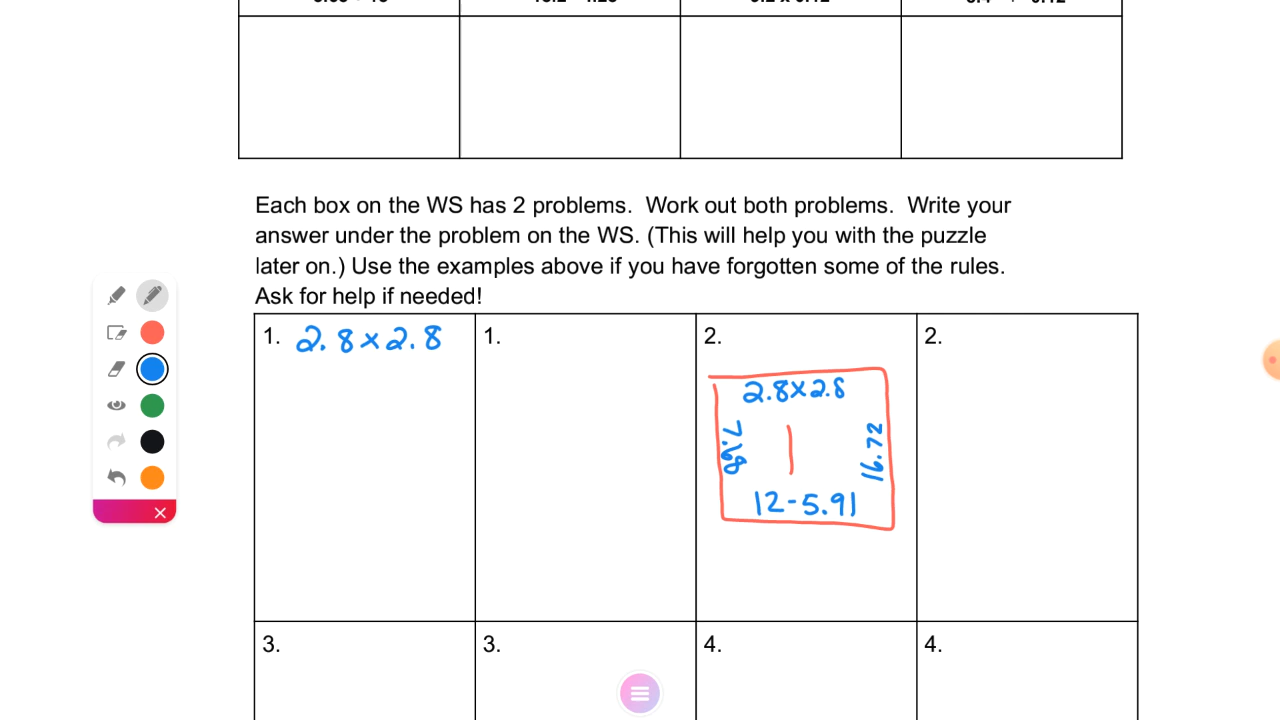 Each box on the WS has 2 problems. Work out both problems. Write your
answer under the problem on the WS. (This will help you with the puzzle
later on.) Use the examples above if you have forgotten some of the rules.
Ask for help if needed!
1. 2.8×2.8
1.
2.
2.
2.8×2.8
16.72
12-5.91
3.
3.
4.
4.